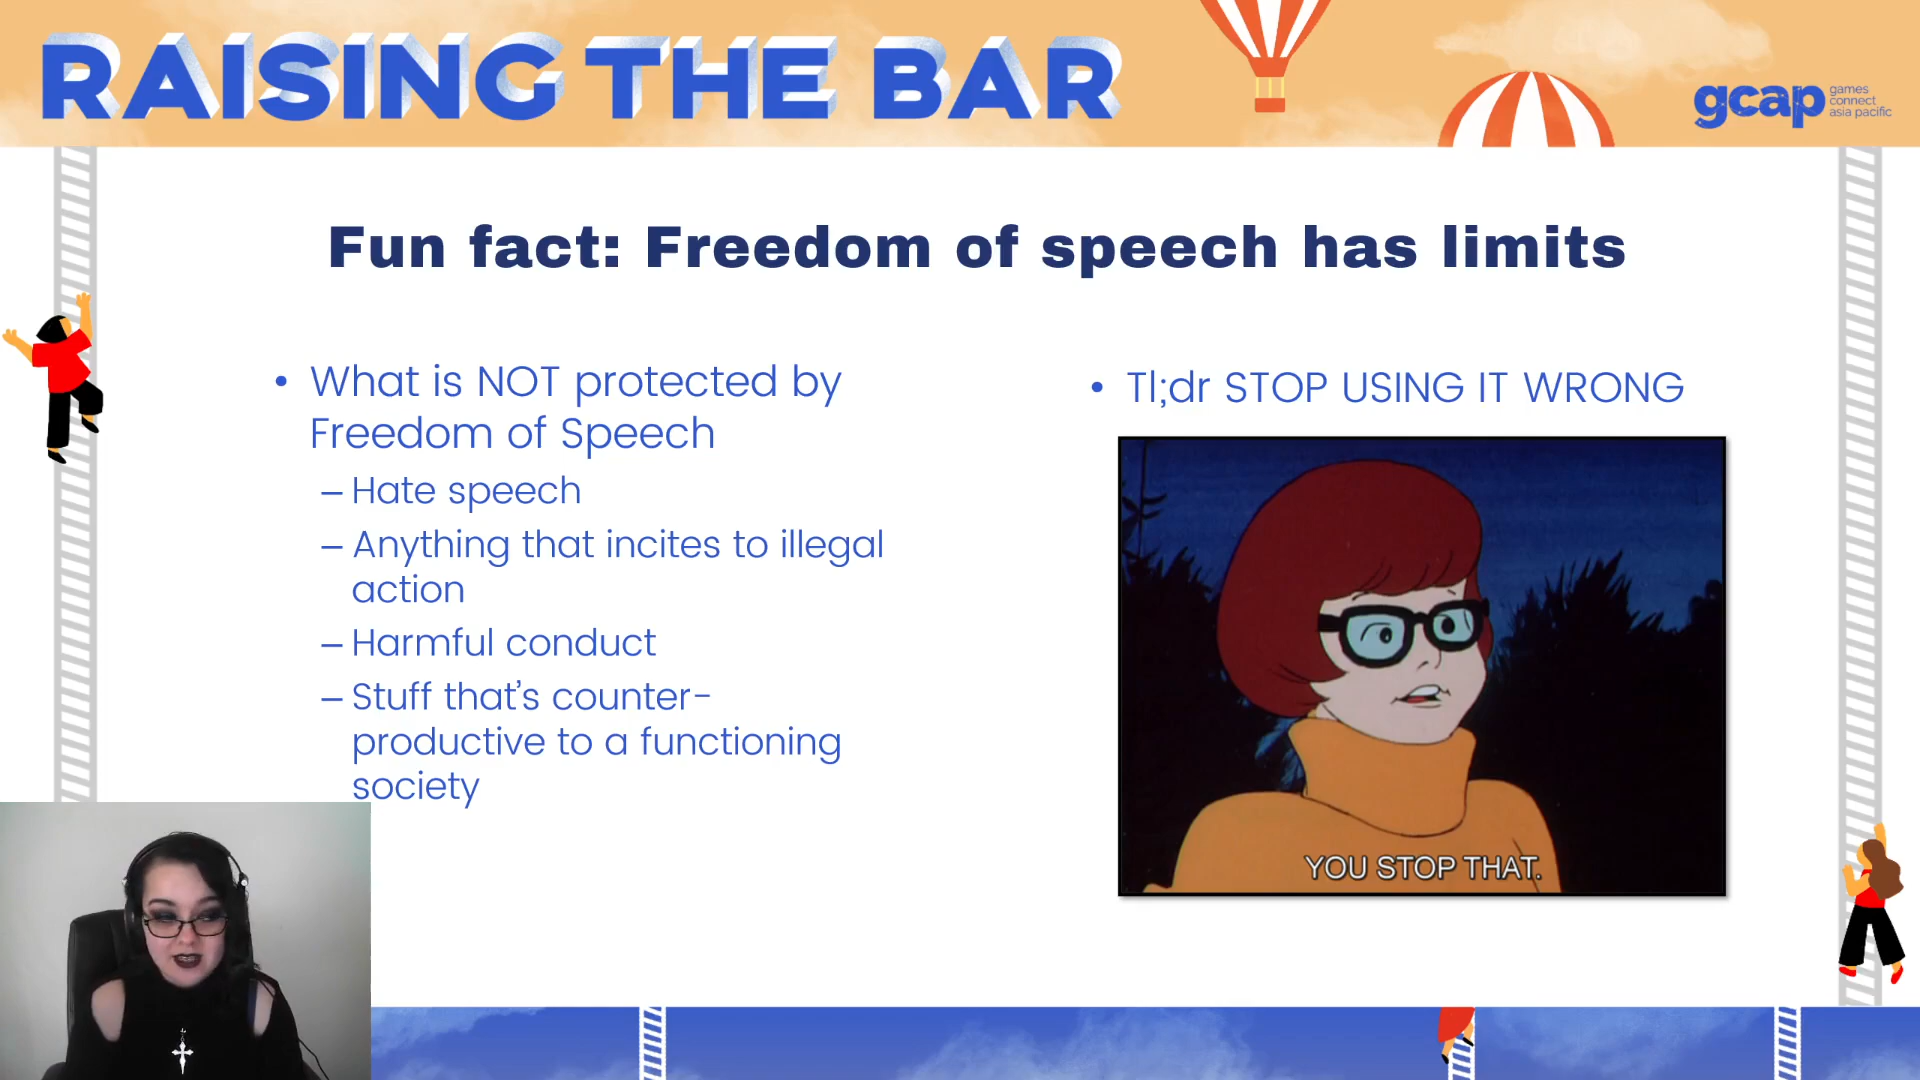 RAISING THE BAR
gcap games
connect
asia pacific
Fun fact: Freedom of speech has limits
• What is NOT protected by
Freedom of Speech
– Hate speech
– Anything that incites to illegal
action
– Harmful conduct
– Stuff that’s counter-
productive to a functioning
society
• Tl;dr STOP USING IT WRONG
YOU STOP THAT.